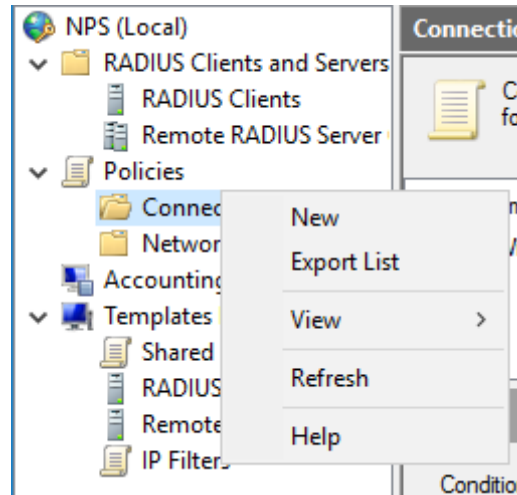 NPS (Local)
RADIUS Clients and Servers
RADIUS Clients
Remote RADIUS Server
Policies
Connec
Networ
Accounting
Templates
Shared
RADIUS
Remote
IP Filters
New
Export List
View
Refresh
Help
Connectio
C
fo
Conditio